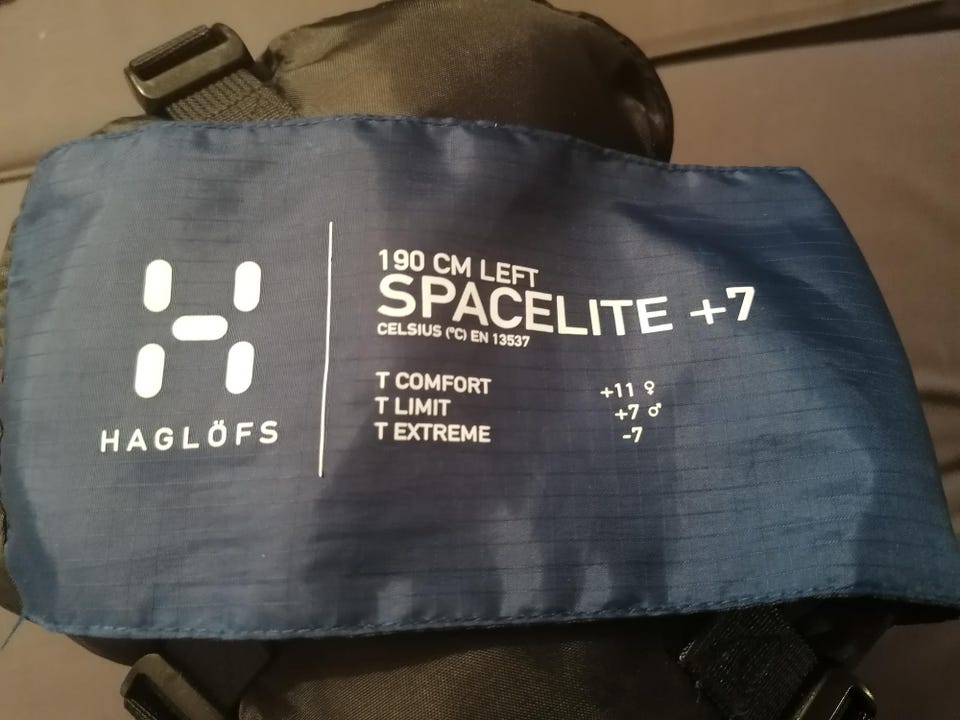 HAGLÖFS
190 CM LEFT
SPACELITE +7
CELSIUS (°C) EN 13537
T COMFORT +11 ♀
T LIMIT +7 ♂
T EXTREME -7